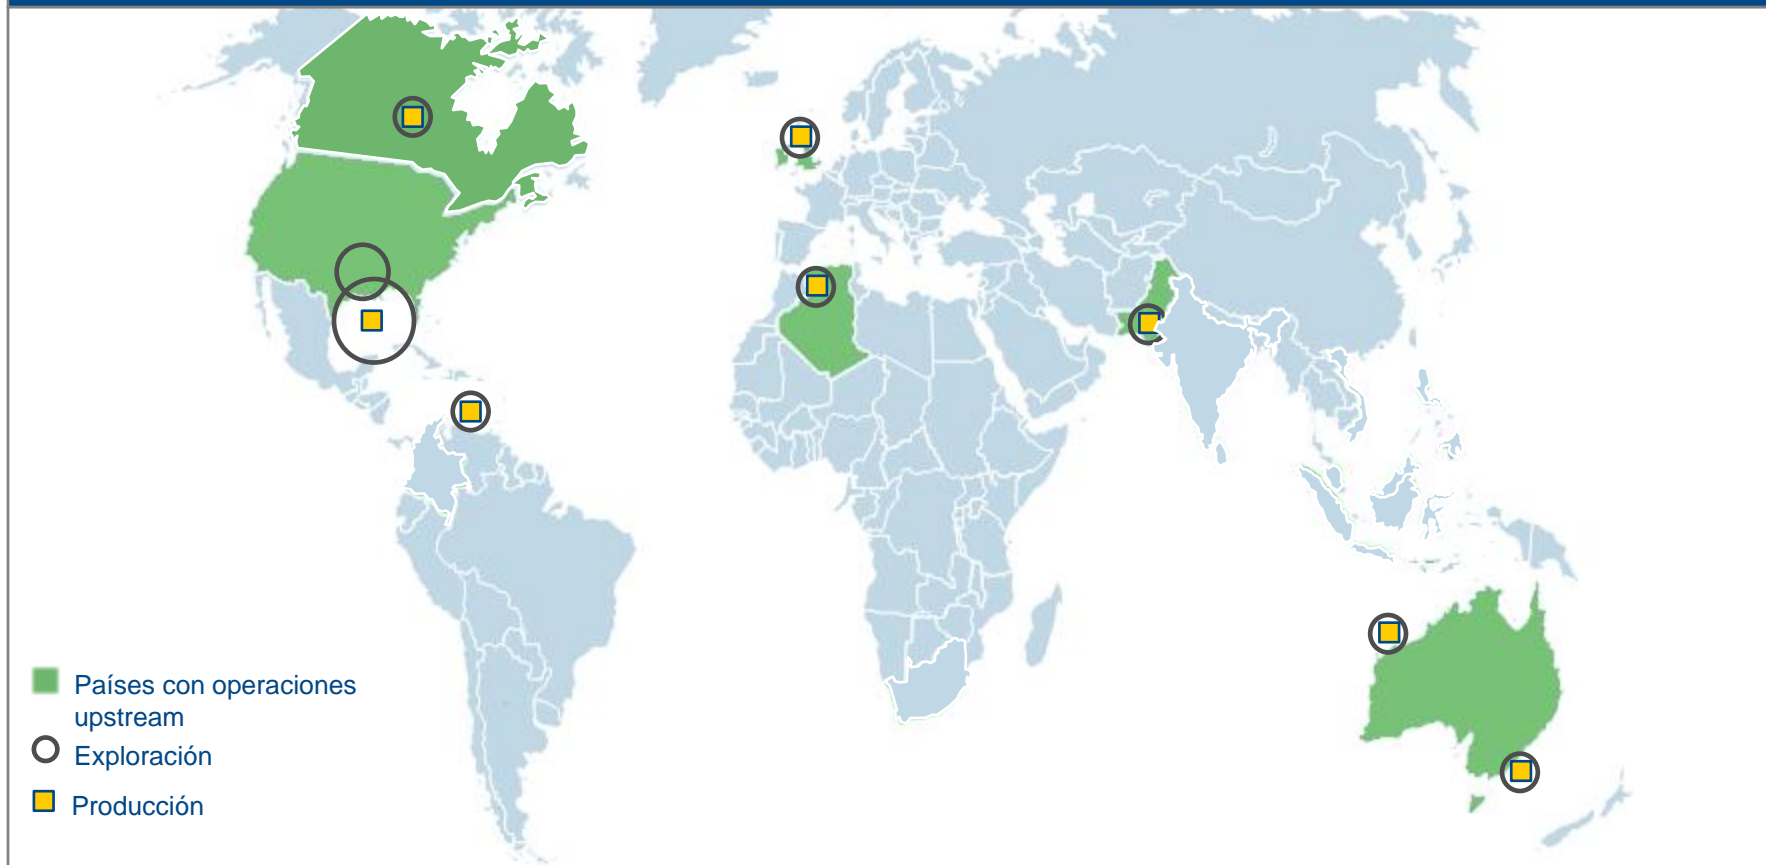 Países con operaciones
upstream
Exploración
Producción